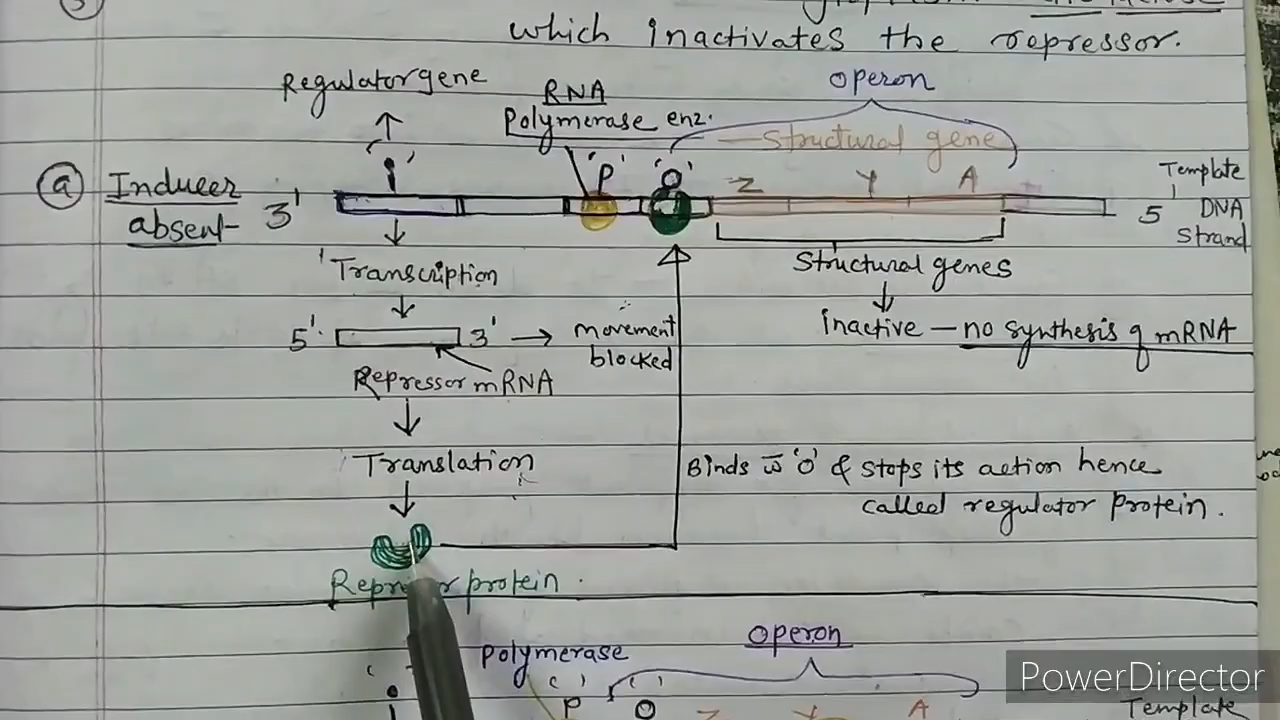 which inactivates the repressor.
Regulator gene
RNA
Polymerase enz.
Operon
Structural gene
'i'
'P'
'O'
Z Y A
(a) Inducer
absent
3'
5'
Template
DNA
Strand
Transcription
Structural genes
inactive — no synthesis of mRNA
5' 3' → movement
blocked
Repressor mRNA
Translation
Binds w̅ 'O' & stops its action hence
called regulator protein.
protein.
Polymerase
Operon
i
P O Z Y A
Template
PowerDirector